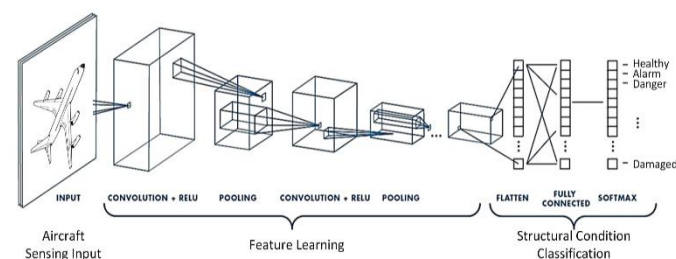 Healthy
Alarm
Danger
Damaged
INPUT
CONVOLUTION + RELU
POOLING
CONVOLUTION + RELU
POOLING
FLATTEN
FULLY
CONNECTED
SOFTMAX
Aircraft
Sensing Input
Feature Learning
Structural Condition
Classification